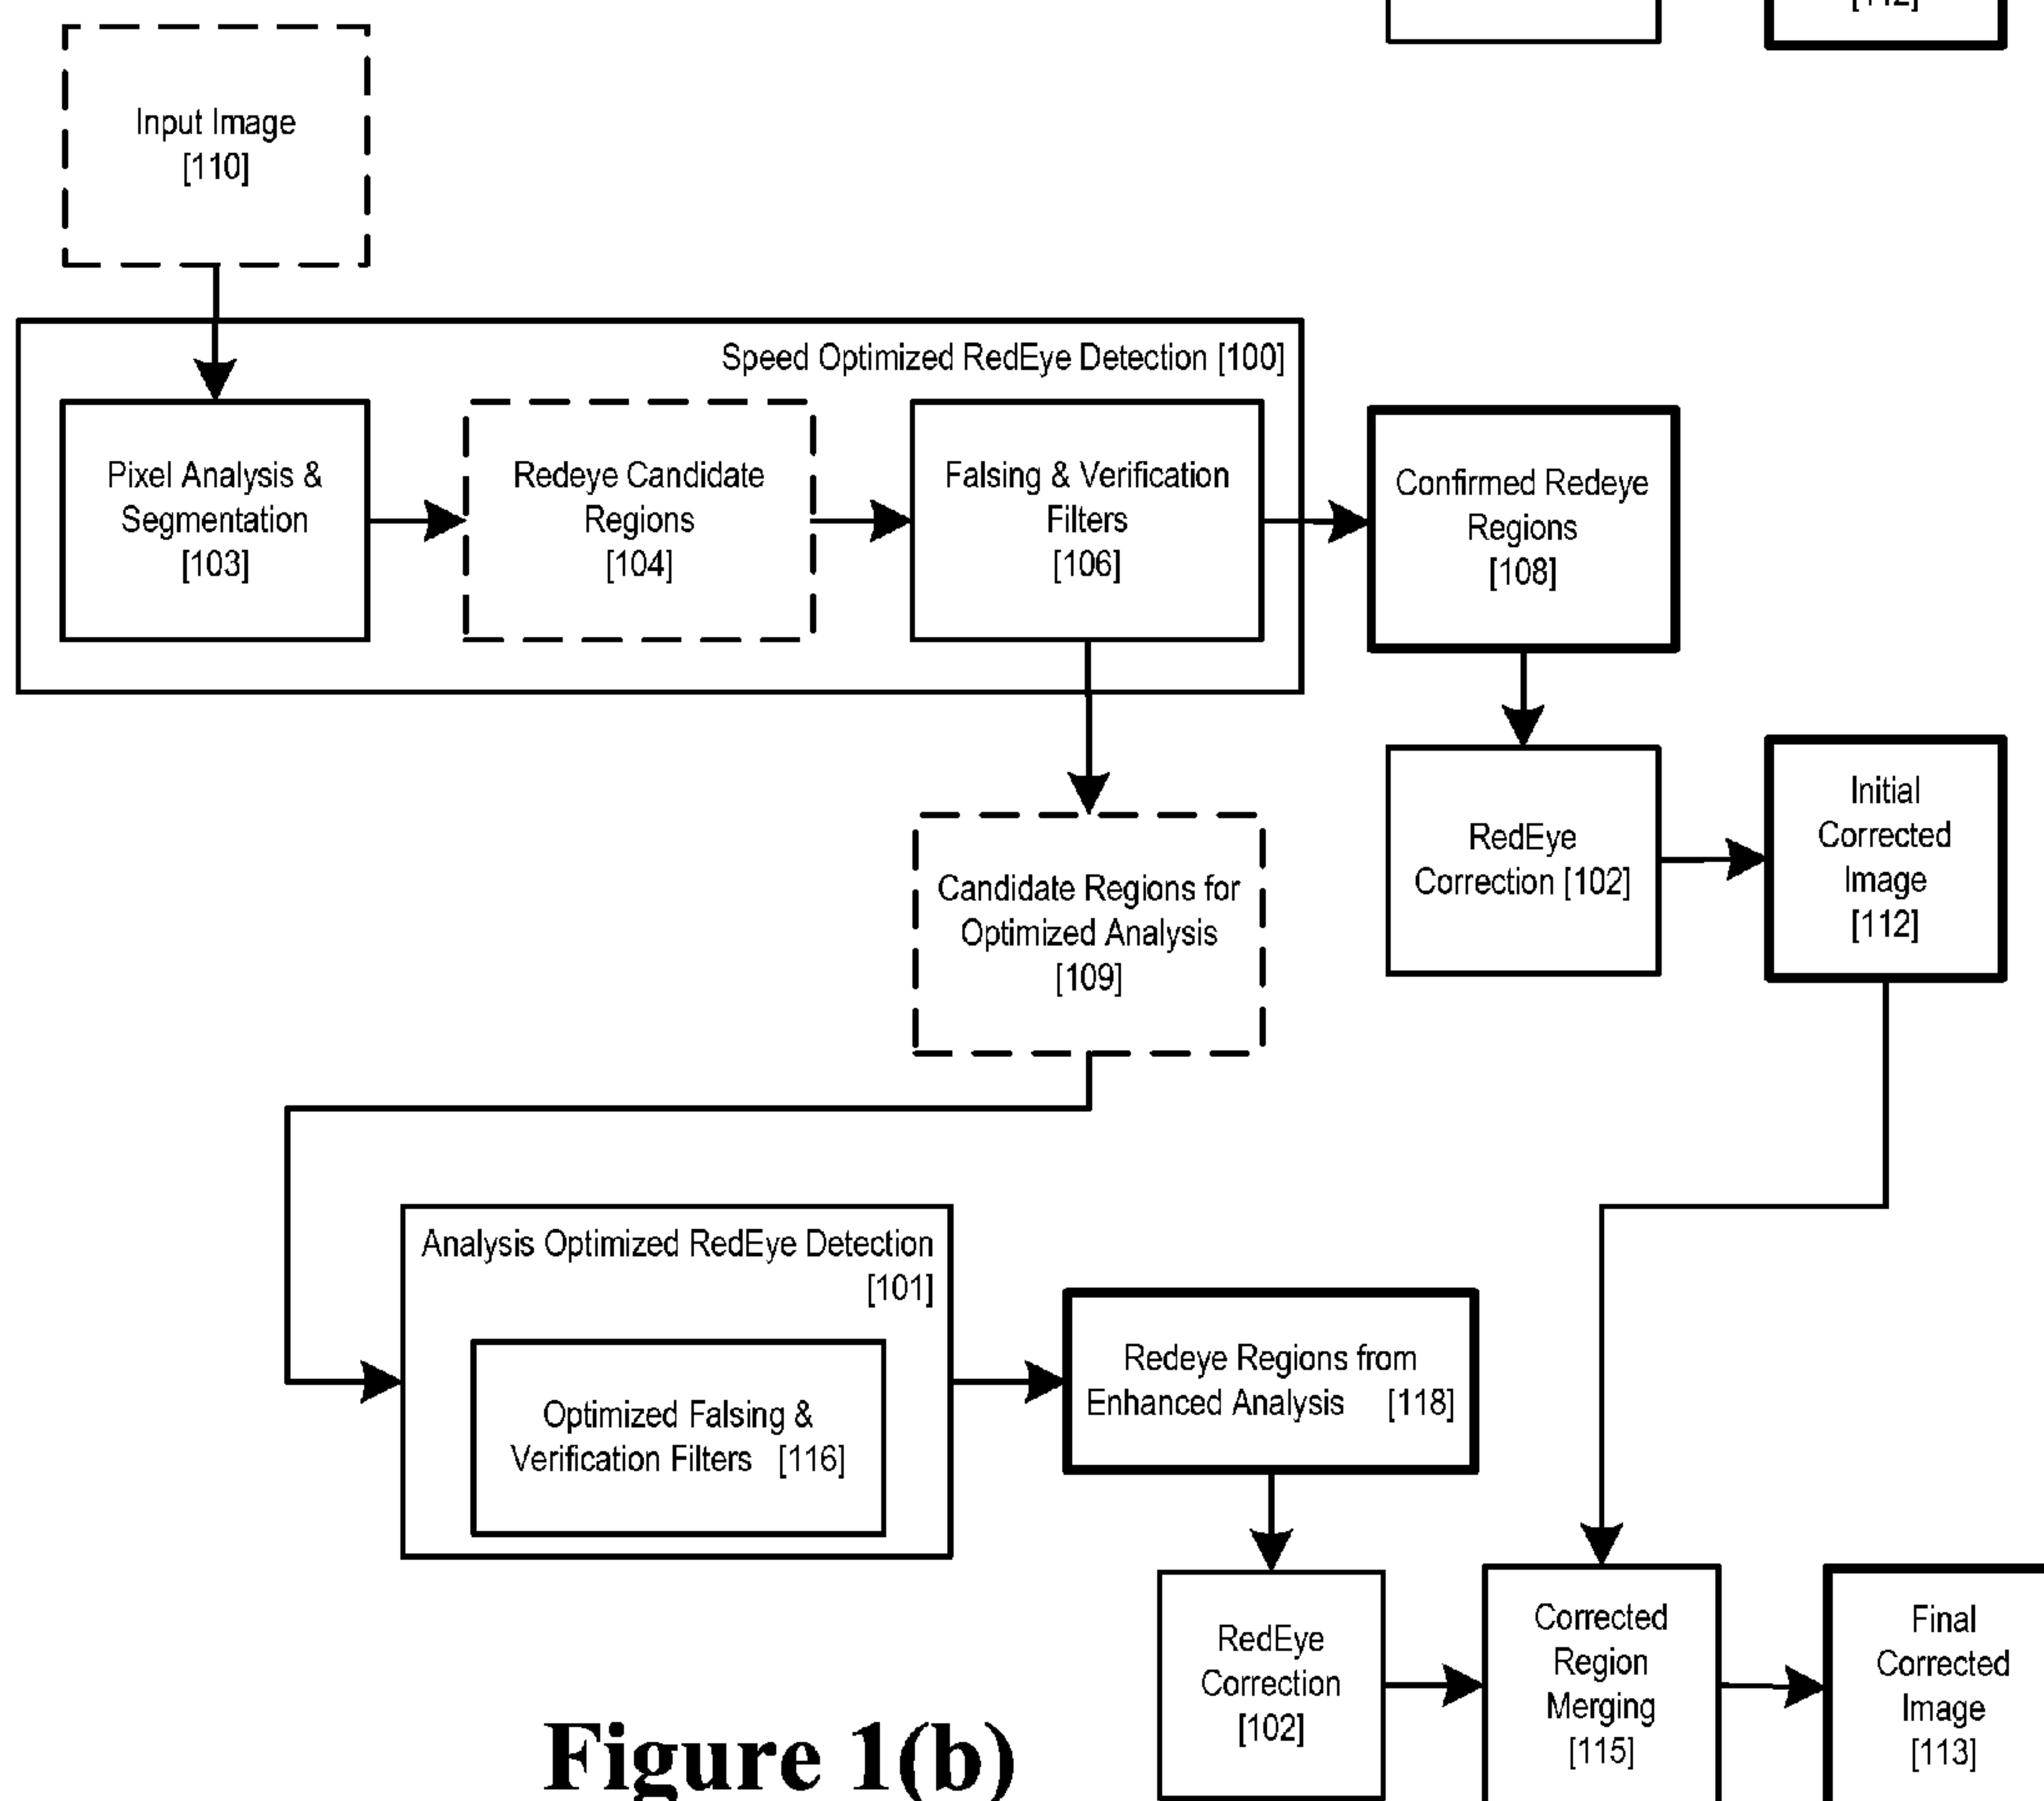 Input Image
[110]
Speed Optimized RedEye Detection [100]
Pixel Analysis &
Segmentation
[103]
Redeye Candidate
Regions
[104]
Falsing & Verification
Filters
[106]
Confirmed Redeye
Regions
[108]
RedEye
Correction [102]
Initial
Corrected
Image
[112]
Candidate Regions for
Optimized Analysis
[109]
Analysis Optimized RedEye Detection
[101]
Optimized Falsing &
Verification Filters [116]
Redeye Regions from
Enhanced Analysis [118]
RedEye
Correction
[102]
Corrected
Region
Merging
[115]
Final
Corrected
Image
[113]
Figure 1(b)